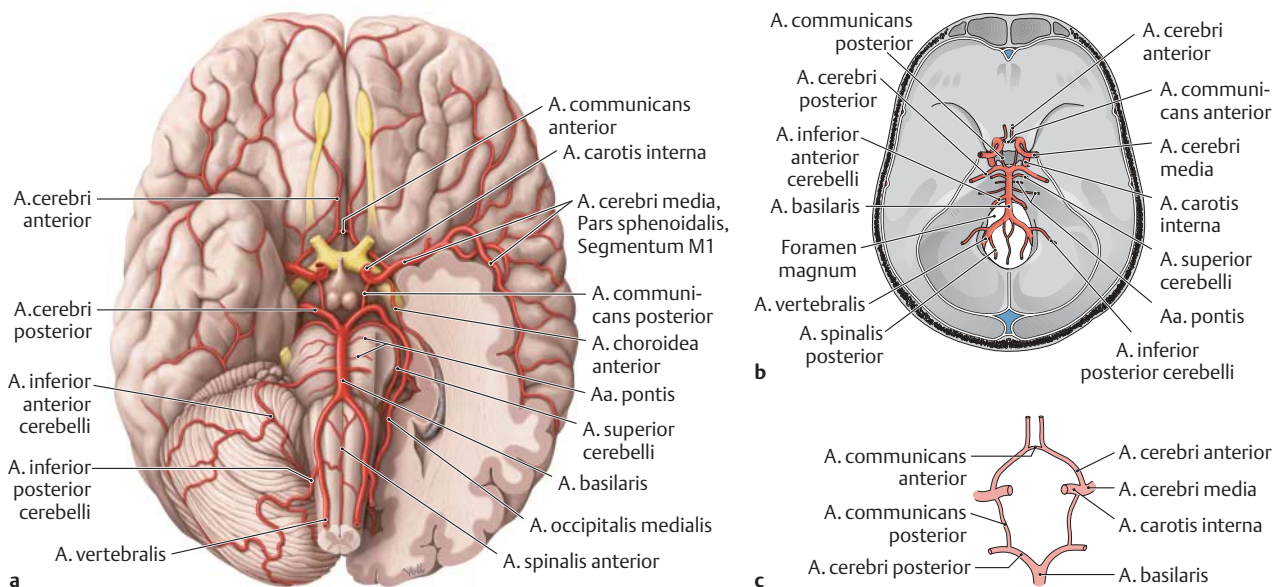 A. communicans
anterior
A. carotis interna
A. cerebri media,
Pars sphenoidalis,
Segmentum M1
A. communi-
cans posterior
A. choroidea
anterior
Aa. pontis
A. superior
cerebelli
A. basilaris
A. occipitalis medialis
A. spinalis anterior
A. cerebri
anterior
A. cerebri
posterior
A. inferior
anterior
cerebelli
A. inferior
posterior
cerebelli
A. vertebralis
a
A. communicans
posterior
A. cerebri
posterior
A. inferior
anterior
cerebelli
A. basilaris
Foramen
magnum
A. vertebralis
A. spinalis
posterior
A. cerebri
anterior
A. communi-
cans anterior
A. cerebri
media
A. carotis
interna
A. superior
cerebelli
Aa. pontis
A. inferior
posterior cerebelli
b
A. communicans
anterior
A. communicans
posterior
A. cerebri posterior
A. cerebri anterior
A. cerebri media
A. carotis interna
A. basilaris
c